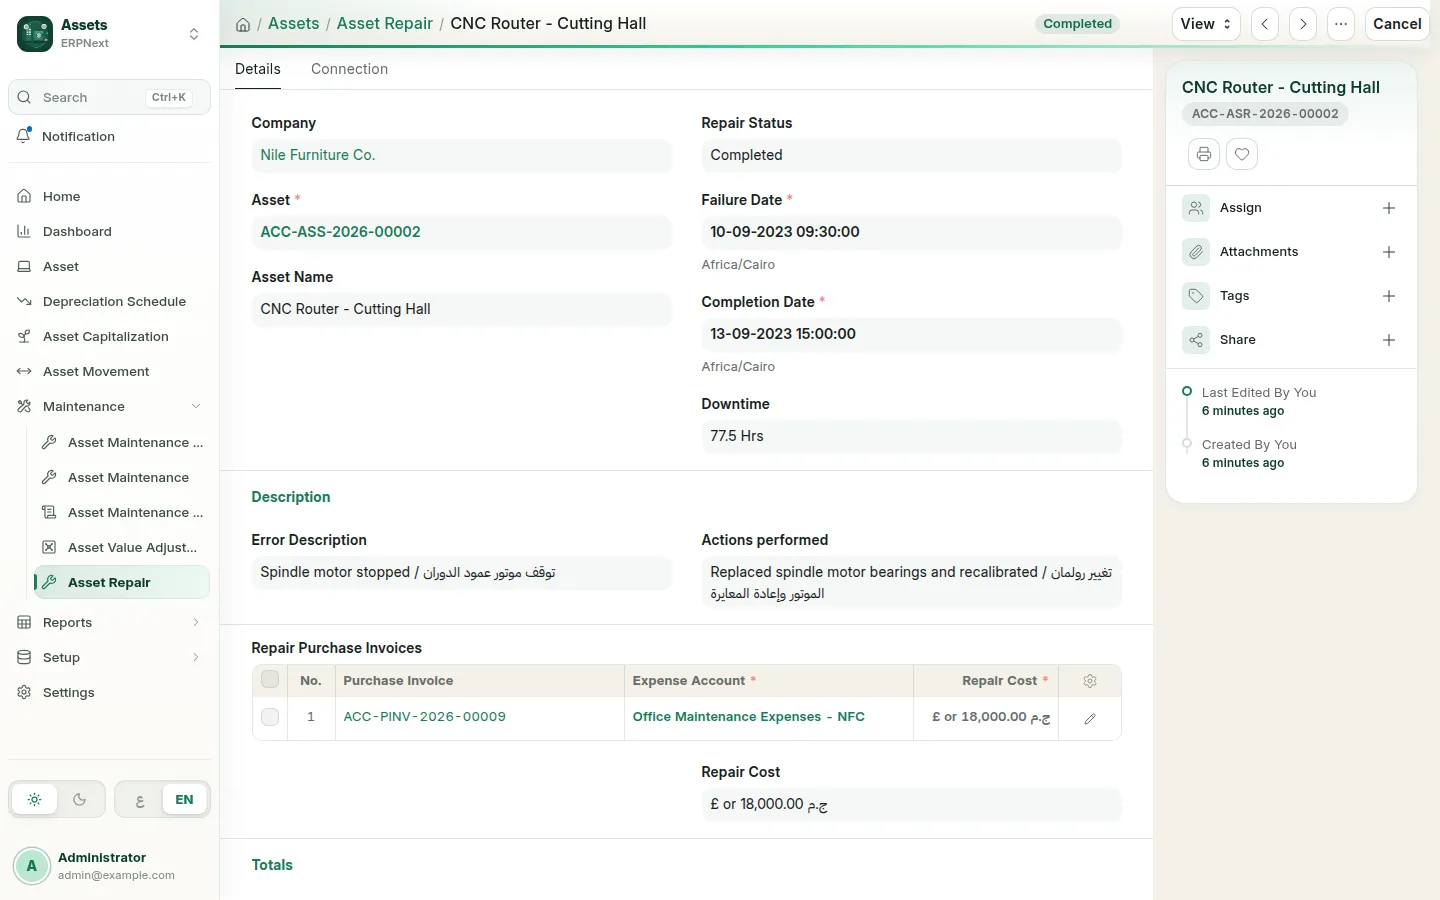 Assets
ERPNext
Search
Ctrl+K
Notification
Home
Dashboard
Asset
Depreciation Schedule
Asset Capitalization
Asset Movement
Maintenance
Asset Maintenance ...
Asset Maintenance
Asset Maintenance ...
Asset Value Adjust...
Asset Repair
Reports
Setup
Settings
ع
EN
A
Administrator
admin@example.com
/ Assets / Asset Repair / CNC Router - Cutting Hall
Completed
View
...
Cancel
Details
Connection
Company
Nile Furniture Co.
Asset *
ACC-ASS-2026-00002
Asset Name
CNC Router - Cutting Hall
Repair Status
Completed
Failure Date *
10-09-2023 09:30:00
Africa/Cairo
Completion Date *
13-09-2023 15:00:00
Africa/Cairo
Downtime
77.5 Hrs
Description
Error Description
Spindle motor stopped / توقف موتور عمود الدوران
Actions performed
Replaced spindle motor bearings and recalibrated / تغيير رولمان
الموتور وإعادة المعايرة
Repair Purchase Invoices
No.
Purchase Invoice
Expense Account *
Repair Cost *
1
ACC-PINV-2026-00009
Office Maintenance Expenses - NFC
£ or 18,000.00 ج.م
Repair Cost
£ or 18,000.00 ج.م
Totals
CNC Router - Cutting Hall
ACC-ASR-2026-00002
Assign
Attachments
Tags
Share
Last Edited By You
6 minutes ago
Created By You
6 minutes ago